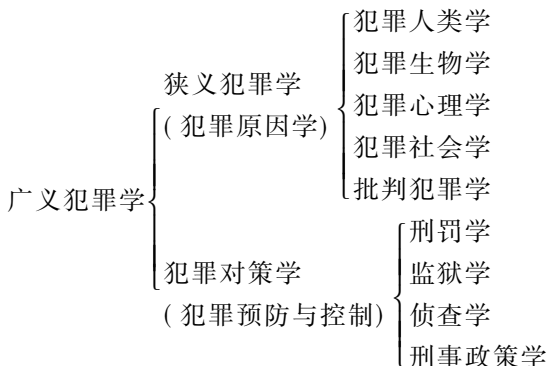 广义犯罪学
狭义犯罪学
(犯罪原因学)
犯罪人类学
犯罪生物学
犯罪心理学
犯罪社会学
批判犯罪学
犯罪对策学
(犯罪预防与控制)
刑罚学
监狱学
侦查学
刑事政策学